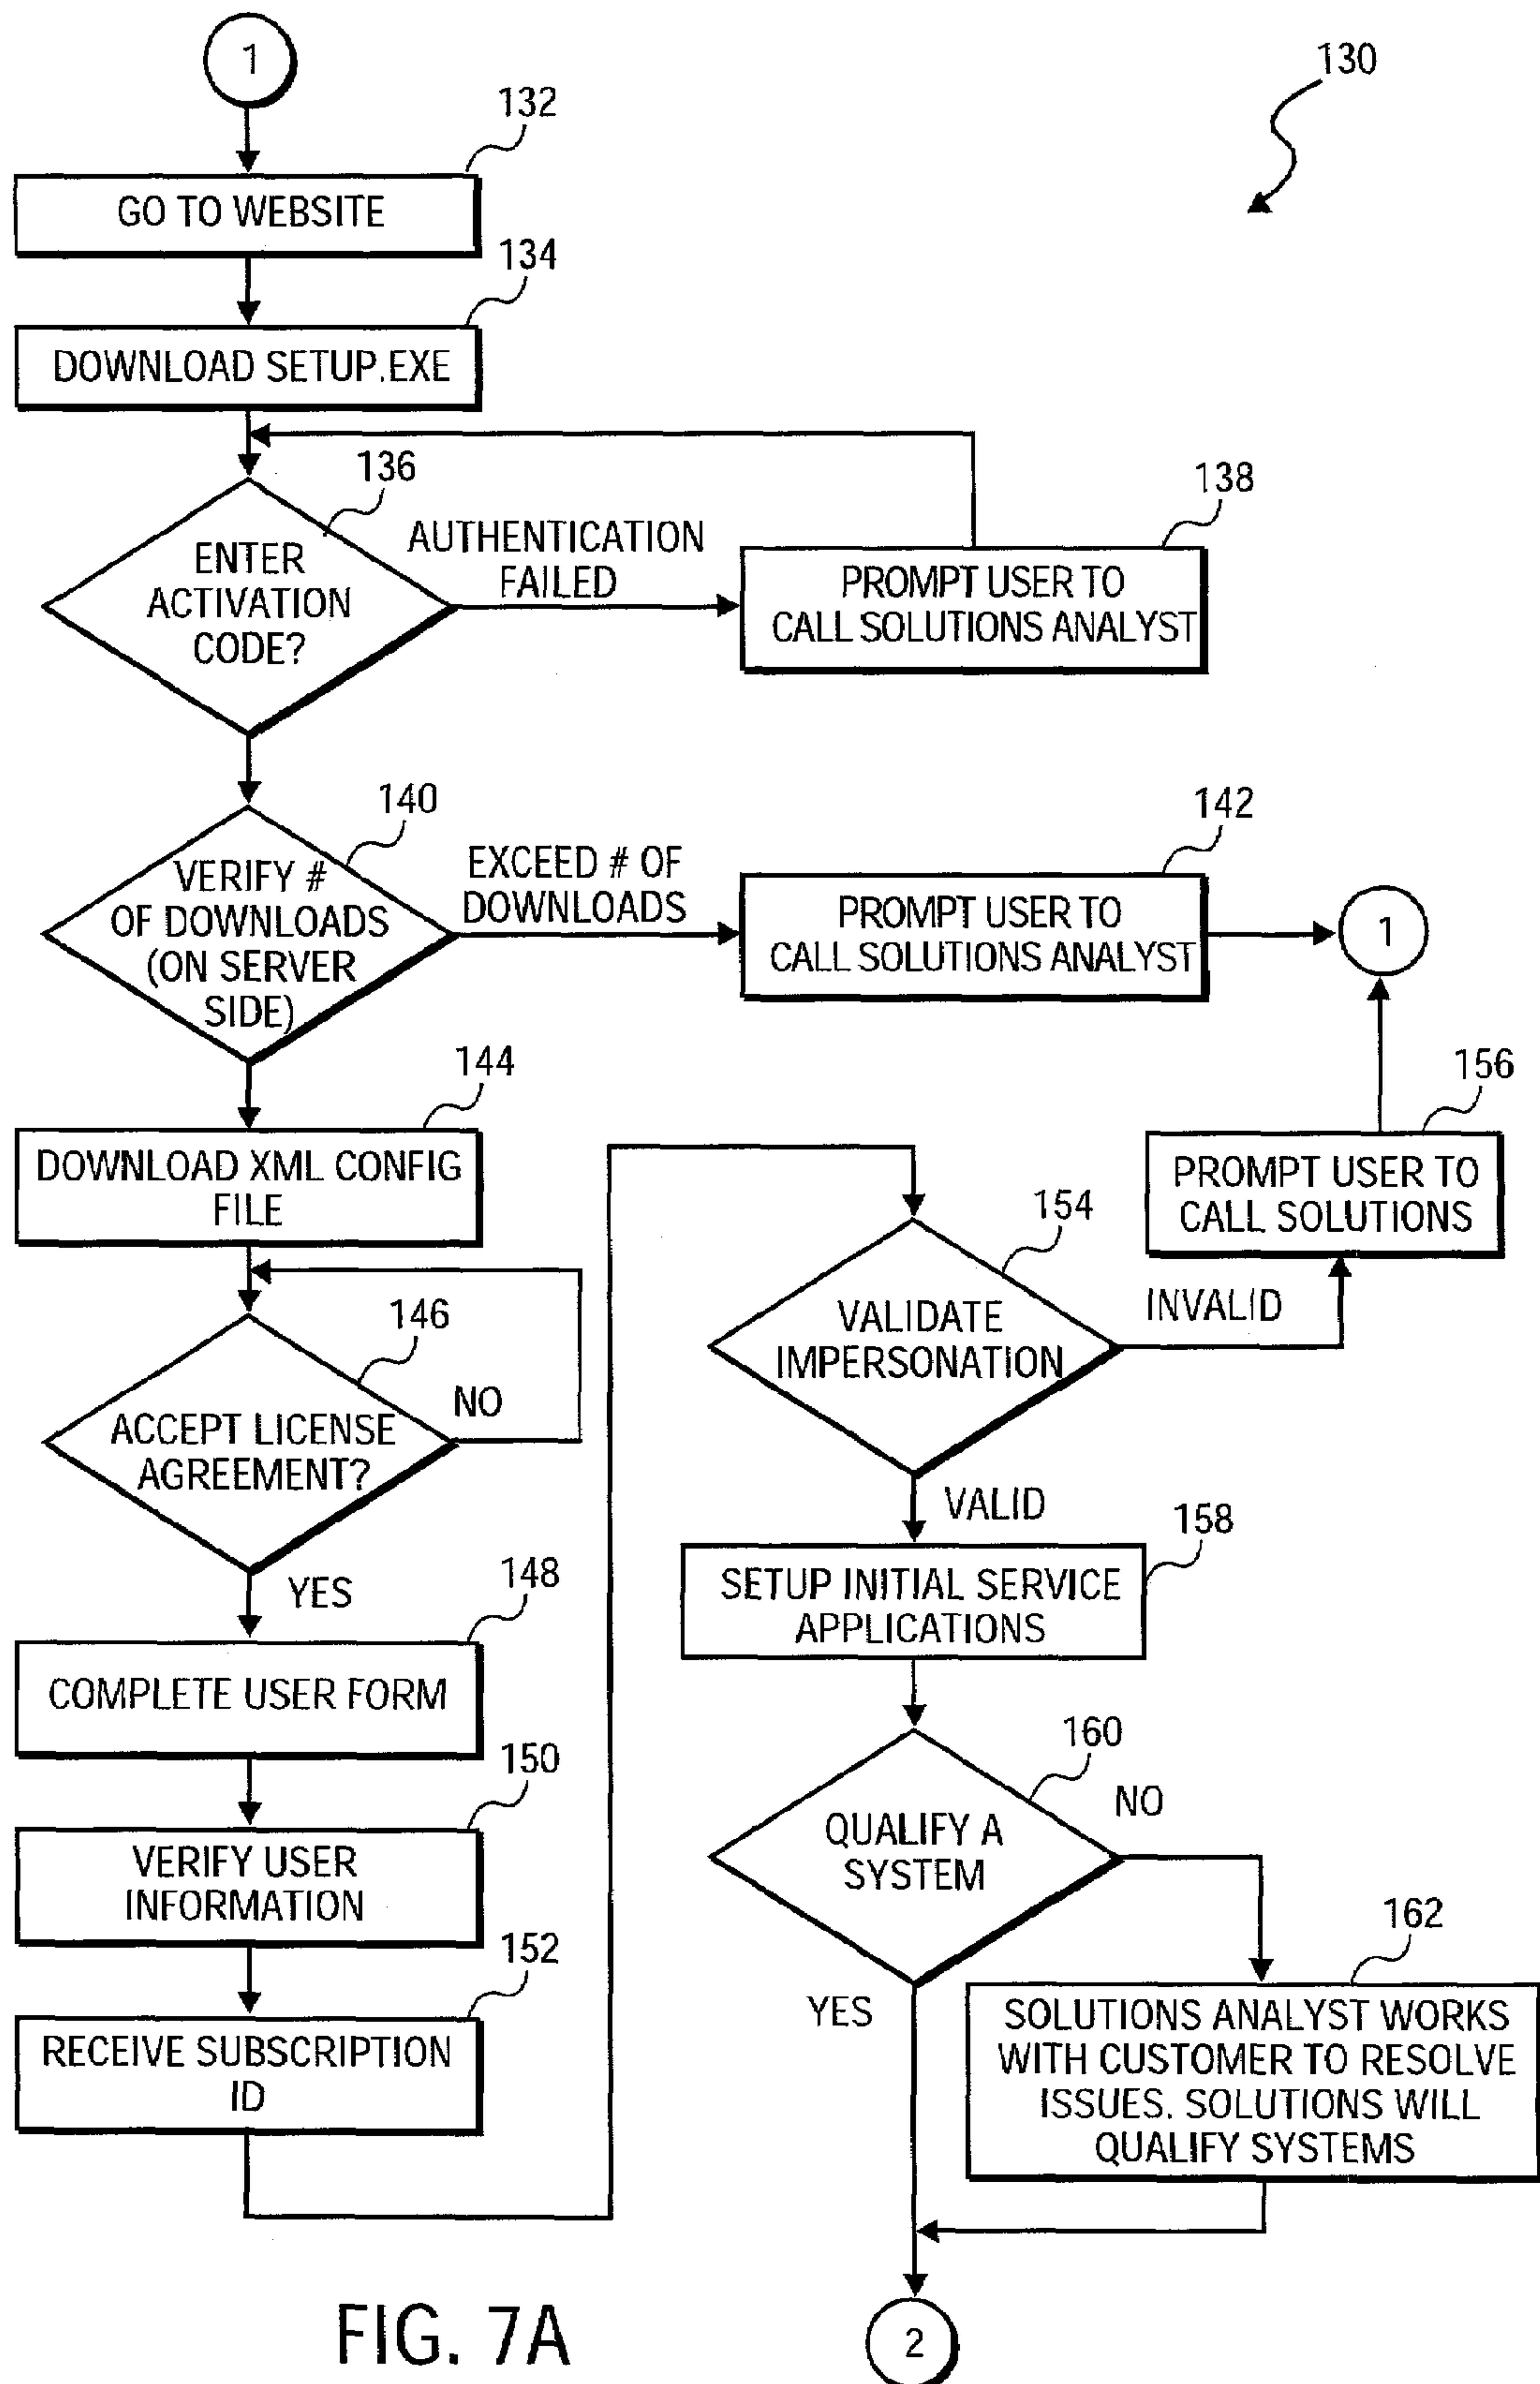 1
130
132
GO TO WEBSITE
134
DOWNLOAD SETUP.EXE
136
ENTER
ACTIVATION
CODE?
AUTHENTICATION
FAILED
138
PROMPT USER TO
CALL SOLUTIONS ANALYST
140
VERIFY #
OF DOWNLOADS
(ON SERVER
SIDE)
EXCEED # OF
DOWNLOADS
142
PROMPT USER TO
CALL SOLUTIONS ANALYST
1
144
DOWNLOAD XML CONFIG
FILE
146
ACCEPT LICENSE
AGREEMENT?
NO
YES
148
COMPLETE USER FORM
150
VERIFY USER
INFORMATION
152
RECEIVE SUBSCRIPTION
ID
154
VALIDATE
IMPERSONATION
INVALID
156
PROMPT USER TO
CALL SOLUTIONS
VALID
158
SETUP INITIAL SERVICE
APPLICATIONS
160
QUALIFY A
SYSTEM
NO
YES
162
SOLUTIONS ANALYST WORKS
WITH CUSTOMER TO RESOLVE
ISSUES. SOLUTIONS WILL
QUALIFY SYSTEMS
2
FIG. 7A